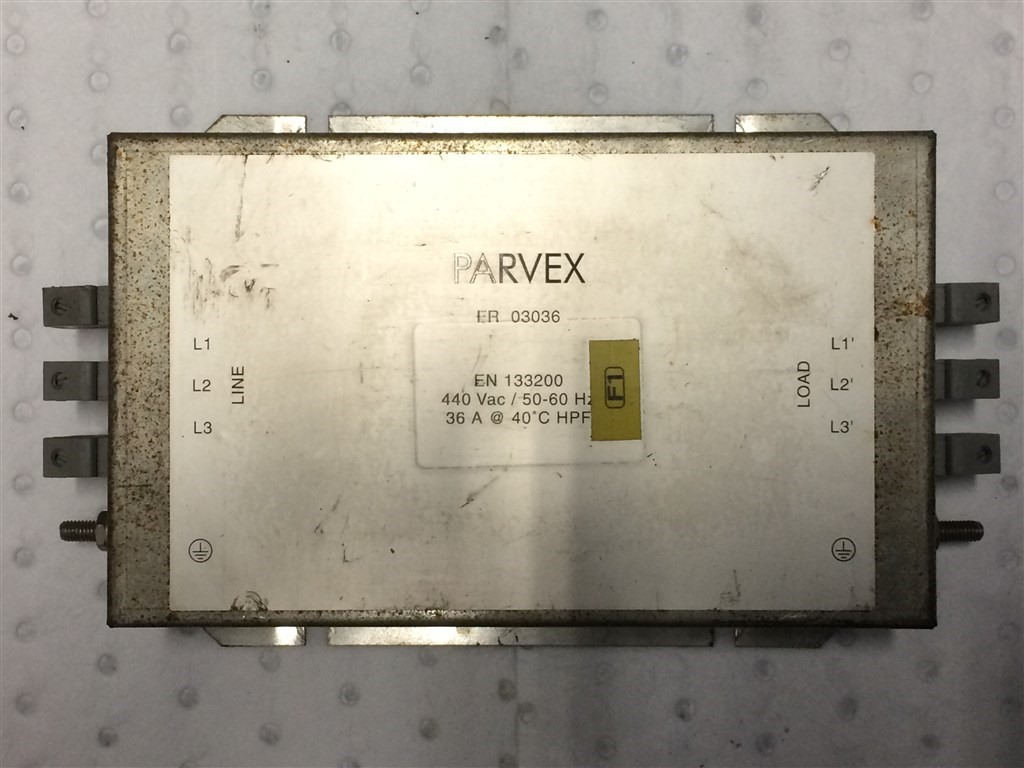 PARVEX
ER 03036
EN 133200
440 Vac / 50-60 Hz
36 A @ 40°C HPF
F1
L1
L2
L3
LINE
LOAD
L1'
L2'
L3'